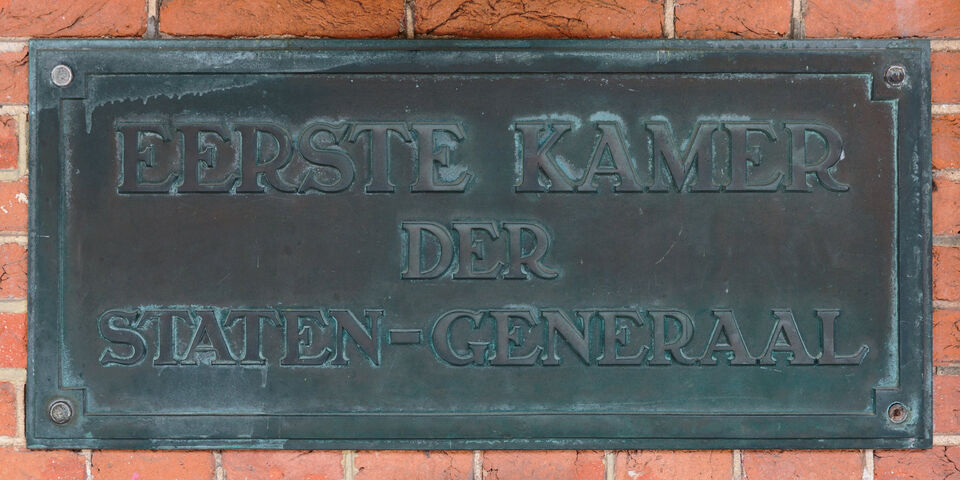 EERSTE KAMER
DER
STATEN-GENERAAL